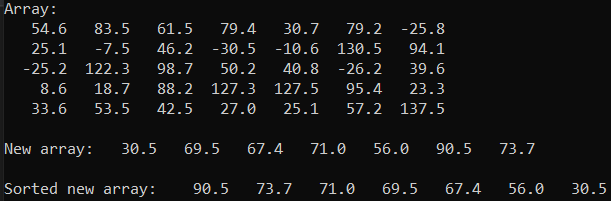 Array:
54.6 83.5 61.5 79.4 30.7 79.2 -25.8
25.1 -7.5 46.2 -30.5 -10.6 130.5 94.1
-25.2 122.3 98.7 50.2 40.8 -26.2 39.6
8.6 18.7 88.2 127.3 127.5 95.4 23.3
33.6 53.5 42.5 27.0 25.1 57.2 137.5
New array: 30.5 69.5 67.4 71.0 56.0 90.5 73.7
Sorted new array: 90.5 73.7 71.0 69.5 67.4 56.0 30.5